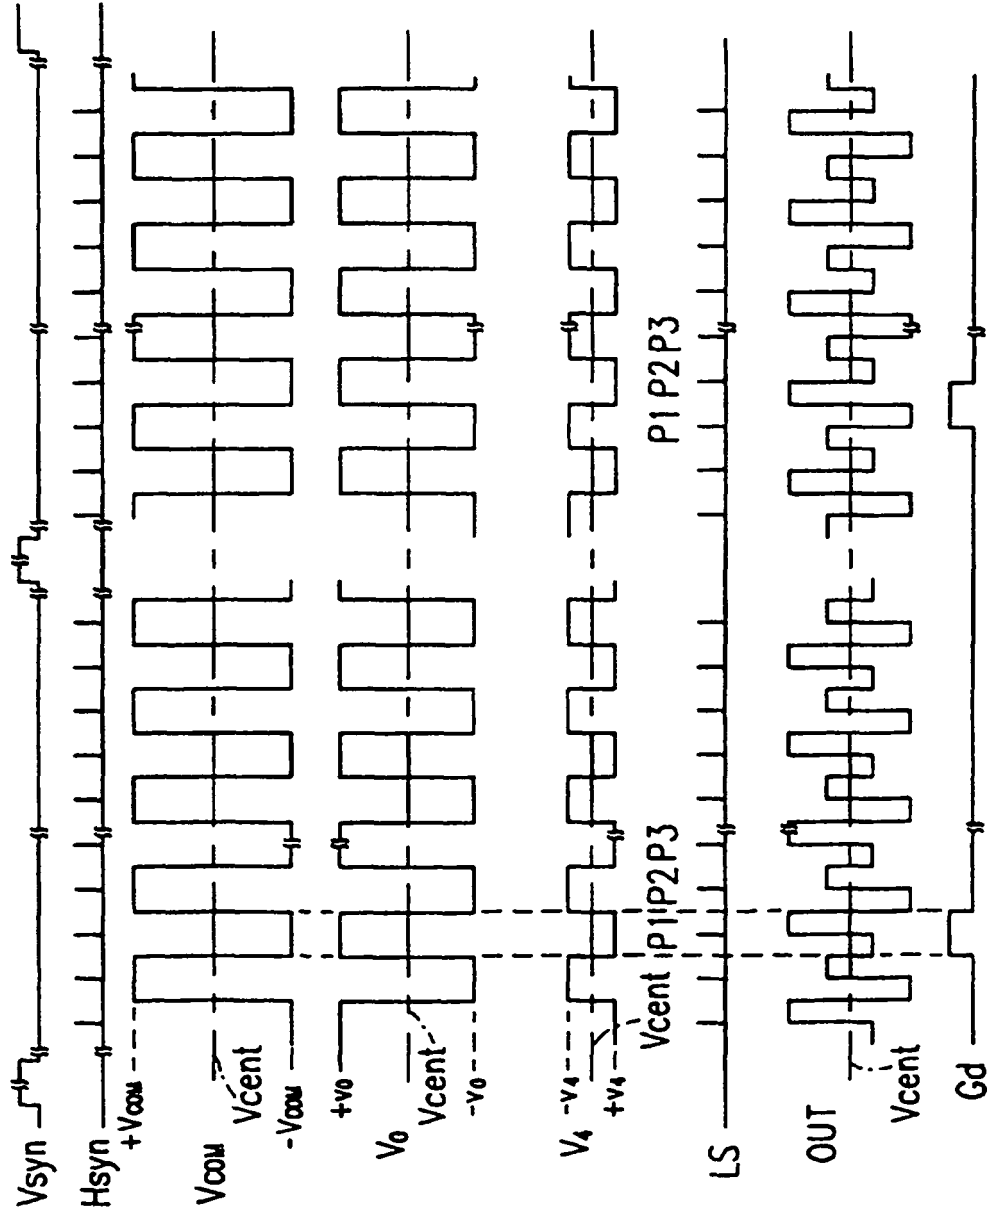 Vsyn
Hsyn
+VCOM
VCOM
Vcent
-VCOM
+v0
V0
Vcent
-v0
-v4
V4
+v4
Vcent
P1 P2 P3
P1 P2 P3
LS
OUT
Vcent
Gd